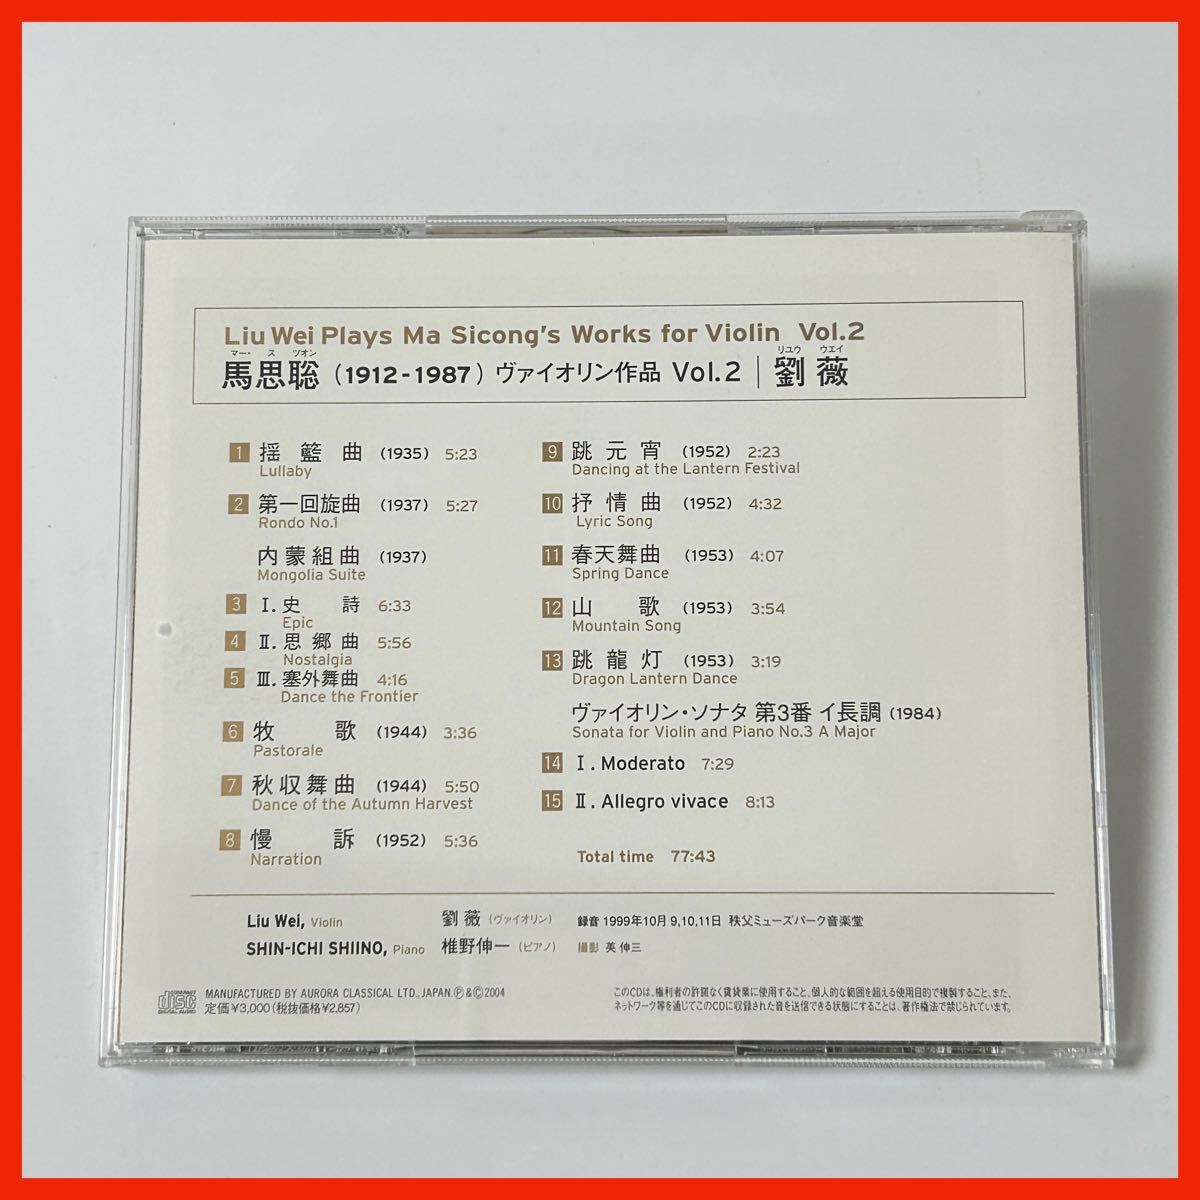 Liu Wei Plays Ma Sicong's Works for Violin Vol.2
マー・ ス ツオン リユウ ウエイ
馬思聡 (1912-1987) ヴァイオリン作品 Vol.2 | 劉 薇
1 揺籃曲 (1935) 5:23
Lullaby
2 第一回旋曲 (1937) 5:27
Rondo No.1
内蒙組曲 (1937)
Mongolia Suite
3 Ⅰ. 史詩 6:33
Epic
4 Ⅱ. 思郷曲 5:56
Nostalgia
5 Ⅲ. 塞外舞曲 4:16
Dance the Frontier
6 牧歌 (1944) 3:36
Pastorale
7 秋収舞曲 (1944) 5:50
Dance of the Autumn Harvest
8 慢訴 (1952) 5:36
Narration
9 跳元宵 (1952) 2:23
Dancing at the Lantern Festival
10 抒情曲 (1952) 4:32
Lyric Song
11 春天舞曲 (1953) 4:07
Spring Dance
12 山歌 (1953) 3:54
Mountain Song
13 跳龍灯 (1953) 3:19
Dragon Lantern Dance
ヴァイオリン・ソナタ 第3番 イ長調 (1984)
Sonata for Violin and Piano No.3 A Major
14 Ⅰ. Moderato 7:29
15 Ⅱ. Allegro vivace 8:13
Total time 77:43
Liu Wei, Violin 劉 薇 (ヴァイオリン) 録音 1999年10月9,10,11日 秩父ミューズパーク音楽堂
SHIN-ICHI SHIINO, Piano 椎野伸一 (ピアノ) 撮影 英 伸三
COMPACT disc DIGITAL AUDIO
MANUFACTURED BY AURORA CLASSICAL LTD., JAPAN. Ⓟ&Ⓒ2004
定価¥3,000 (税抜価格¥2,857)
このCDは、権利者の許諾なく賃貸業に使用すること、個人的な範囲を超える使用目的で複製すること、また、
ネットワーク等を通じてこのCDに収録された音を送信できる状態にすることは、著作権法で禁じられています。